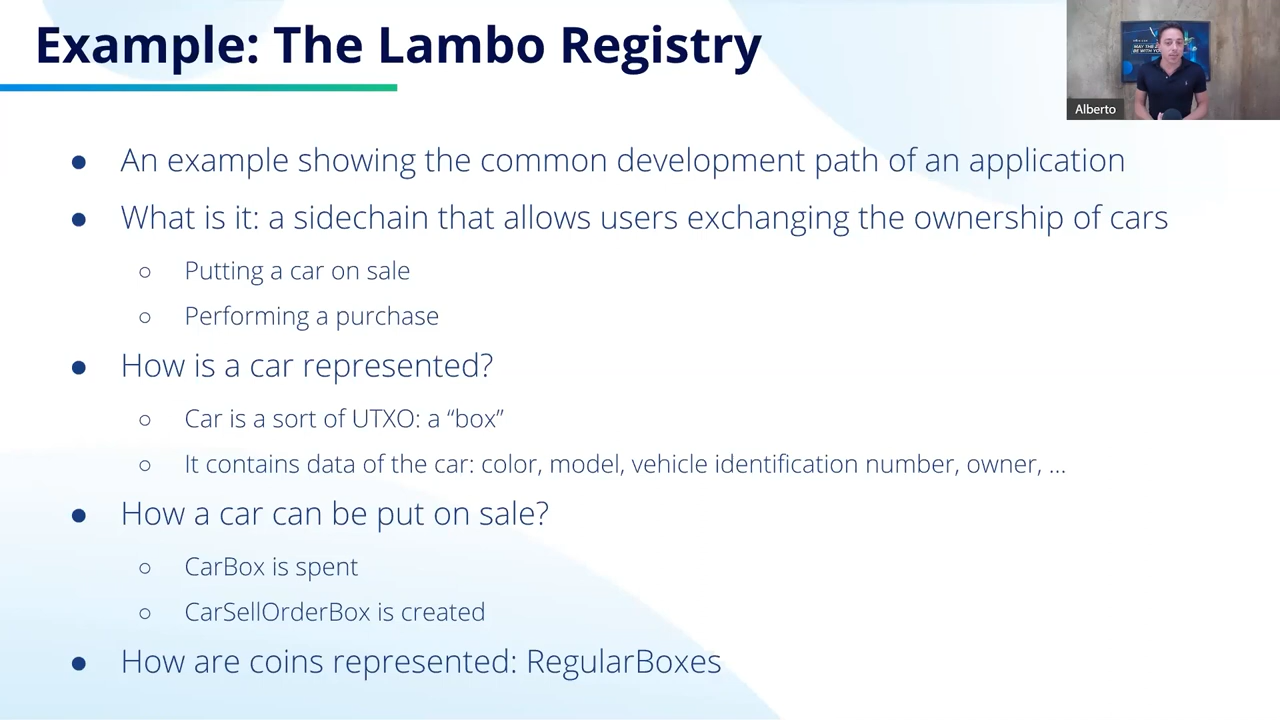 Example: The Lambo Registry
Alberto
● An example showing the common development path of an application
● What is it: a sidechain that allows users exchanging the ownership of cars
○ Putting a car on sale
○ Performing a purchase
● How is a car represented?
○ Car is a sort of UTXO: a “box”
○ It contains data of the car: color, model, vehicle identification number, owner, ...
● How a car can be put on sale?
○ CarBox is spent
○ CarSellOrderBox is created
● How are coins represented: RegularBoxes